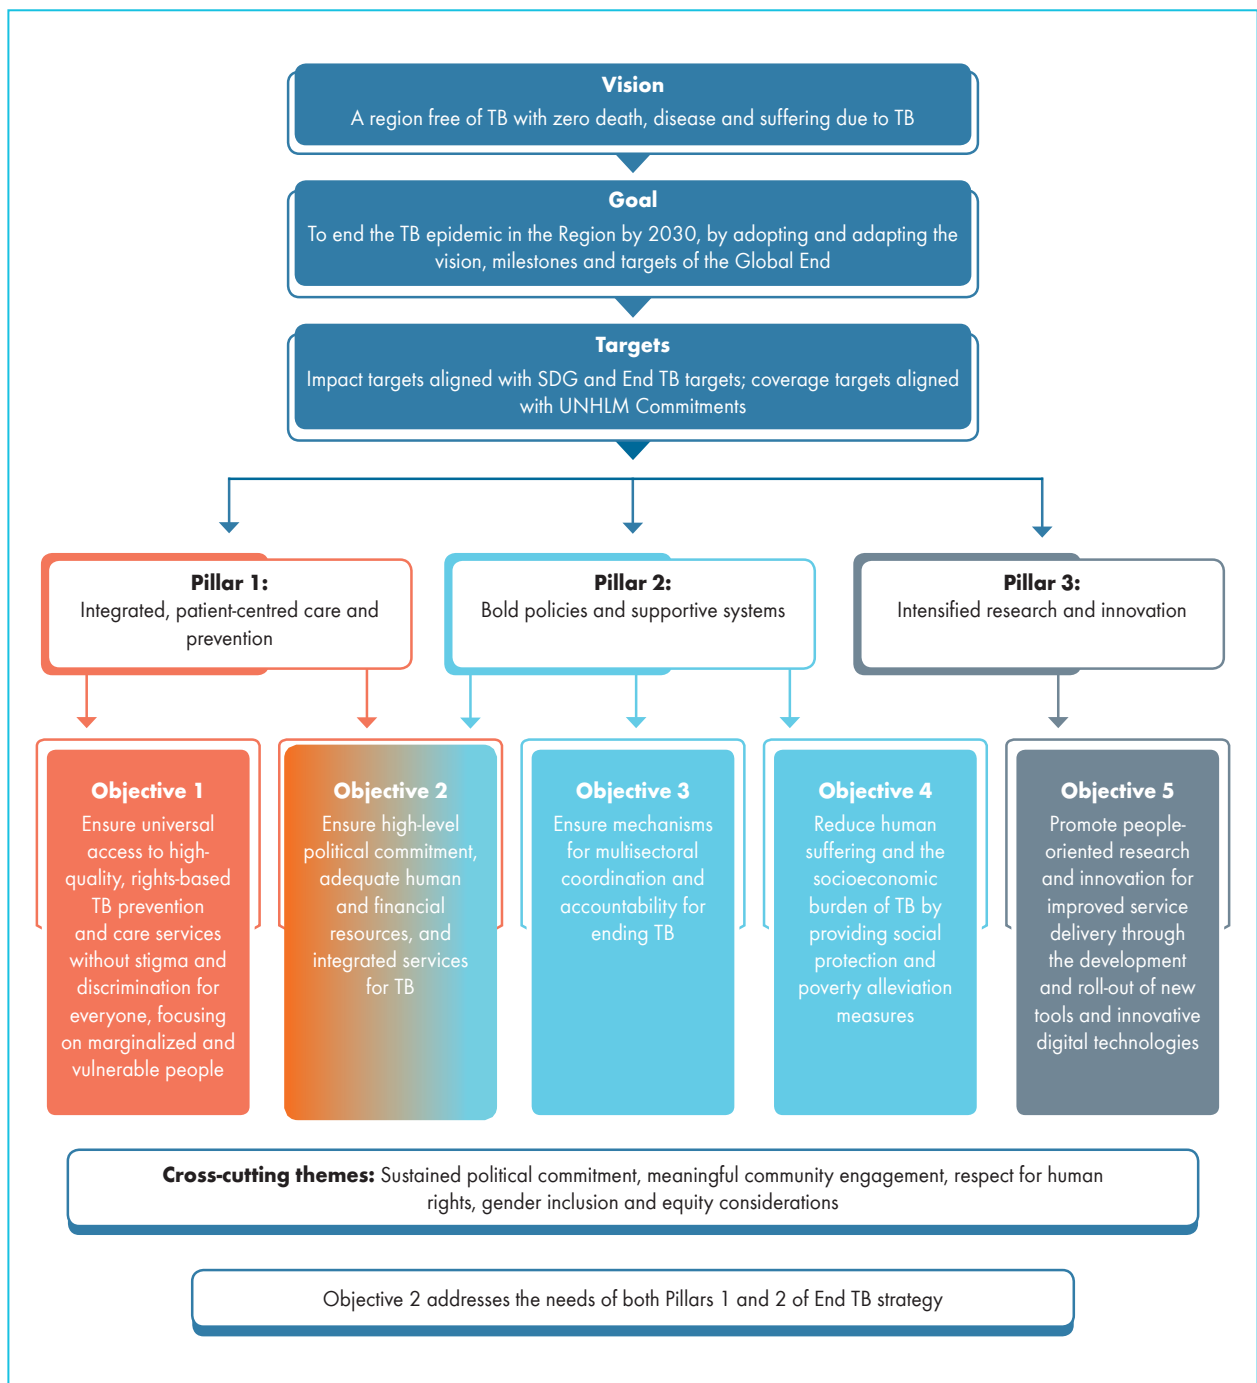 Vision
A region free of TB with zero death, disease and suffering due to TB
Goal
To end the TB epidemic in the Region by 2030, by adopting and adapting the
vision, milestones and targets of the Global End
Targets
Impact targets aligned with SDG and End TB targets; coverage targets aligned
with UNHLM Commitments
Pillar 1:
Integrated, patient-centred care and
prevention
Pillar 2:
Bold policies and supportive systems
Pillar 3:
Intensified research and innovation
Objective 1
Ensure universal
access to high-
quality, rights-based
TB prevention
and care services
without stigma and
discrimination for
everyone, focusing
on marginalized and
vulnerable people
Objective 2
Ensure high-level
political commitment,
adequate human
and financial
resources, and
integrated services
for TB
Objective 3
Ensure mechanisms
for multisectoral
coordination and
accountability for
ending TB
Objective 4
Reduce human
suffering and the
socioeconomic
burden of TB by
providing social
protection and
poverty alleviation
measures
Objective 5
Promote people-
oriented research
and innovation for
improved service
delivery through
the development
and roll-out of new
tools and innovative
digital technologies
Cross-cutting themes: Sustained political commitment, meaningful community engagement, respect for human
rights, gender inclusion and equity considerations
Objective 2 addresses the needs of both Pillars 1 and 2 of End TB strategy